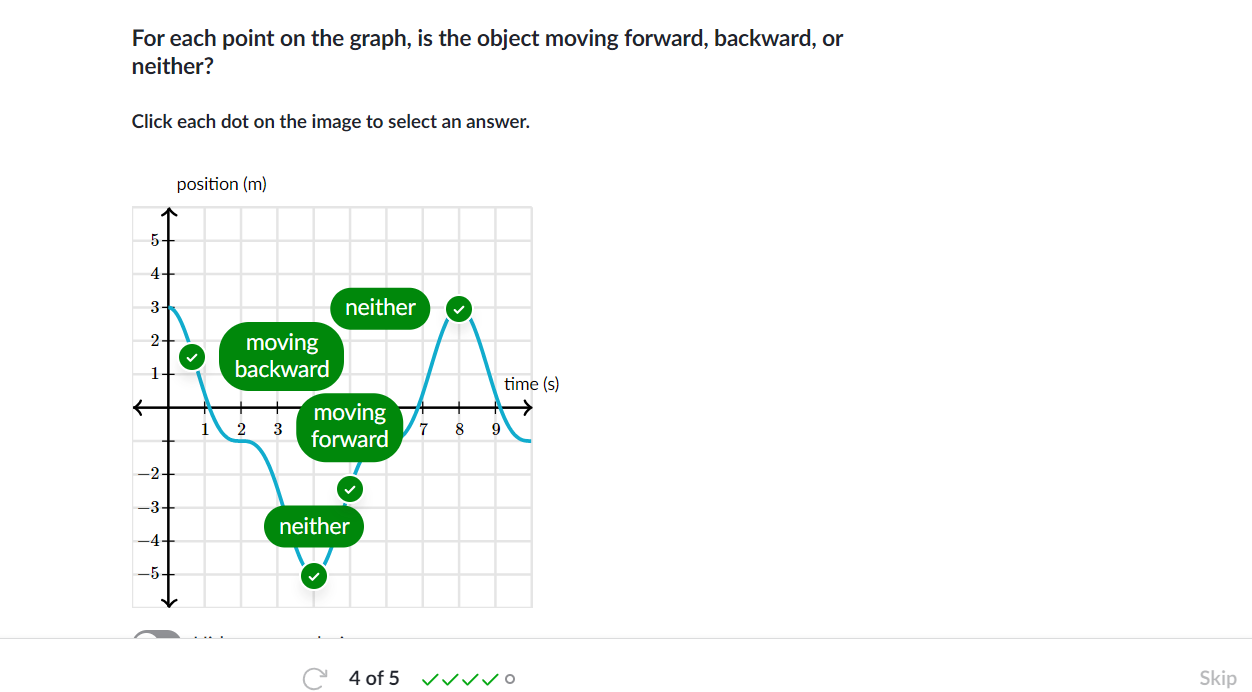 For each point on the graph, is the object moving forward, backward, or
neither?
Click each dot on the image to select an answer.
position (m)
5
4
3
2
1
neither
moving
backward
time (s)
moving
forward
1 2 3 7 8 9
−2
−3
−4
−5
neither
4 of 5
Skip